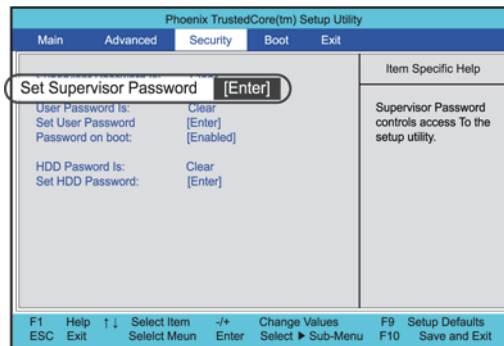 Phoenix TrustedCore(tm) Setup Utility
Main Advanced Security Boot Exit
Item Specific Help
Set Supervisor Password [Enter]
User Password Is: Clear
Set User Password [Enter]
Password on boot: [Enabled]
HDD Pasword Is: Clear
Set HDD Password: [Enter]
Supervisor Password
controls access To the
setup utility.
F1 Help ↑↓ Select Item -/+ Change Values F9 Setup Defaults
ESC Exit Selelct Meun Enter Select ▶ Sub-Menu F10 Save and Exit